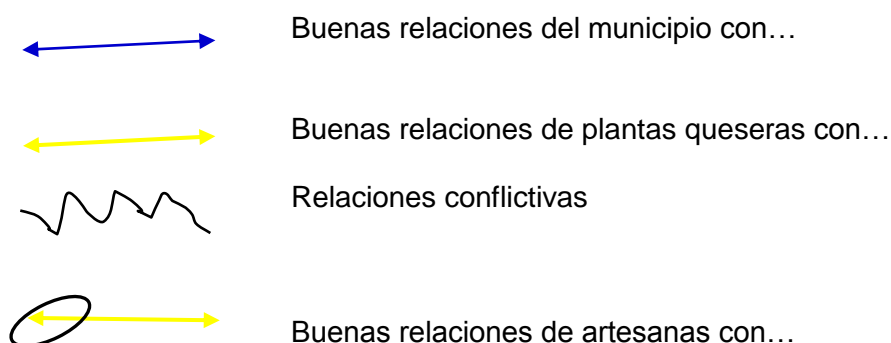 Buenas relaciones del municipio con…
Buenas relaciones de plantas queseras con…
Relaciones conflictivas
Buenas relaciones de artesanas con…